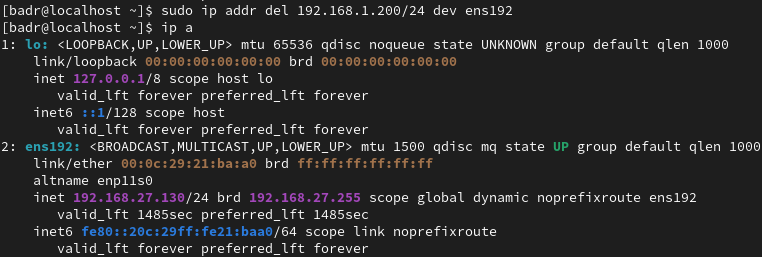 [badr@localhost ~]$ sudo ip addr del 192.168.1.200/24 dev ens192
[badr@localhost ~]$ ip a
1: lo: <LOOPBACK,UP,LOWER_UP> mtu 65536 qdisc noqueue state UNKNOWN group default qlen 1000
    link/loopback 00:00:00:00:00:00 brd 00:00:00:00:00:00
    inet 127.0.0.1/8 scope host lo
       valid_lft forever preferred_lft forever
    inet6 ::1/128 scope host
       valid_lft forever preferred_lft forever
2: ens192: <BROADCAST,MULTICAST,UP,LOWER_UP> mtu 1500 qdisc mq state UP group default qlen 1000
    link/ether 00:0c:29:21:ba:a0 brd ff:ff:ff:ff:ff:ff
    altname enp11s0
    inet 192.168.27.130/24 brd 192.168.27.255 scope global dynamic noprefixroute ens192
       valid_lft 1485sec preferred_lft 1485sec
    inet6 fe80::20c:29ff:fe21:baa0/64 scope link noprefixroute
       valid_lft forever preferred_lft forever